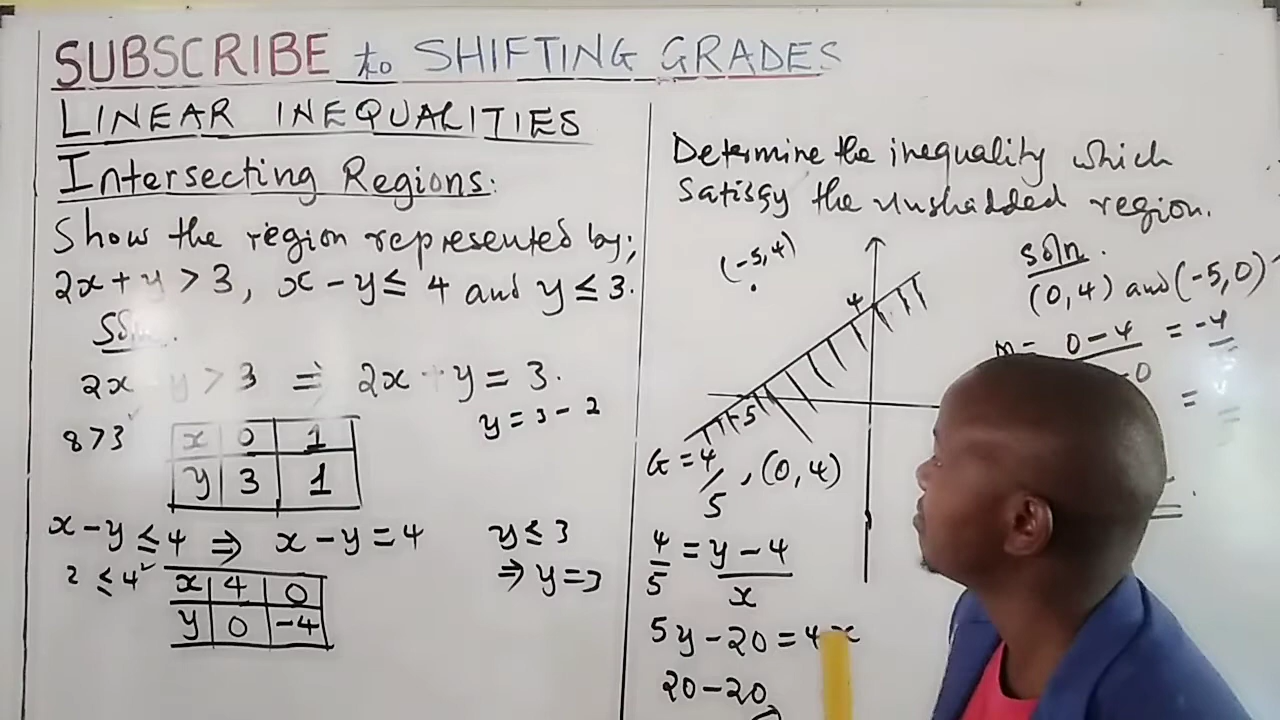 SUBSCRIBE to SHIFTING GRADES
LINEAR INEQUALITIES
Intersecting Regions:
Show the region represented by;
2x + y > 3, x - y ≤ 4 and y ≤ 3.
Soln.
2x y > 3 ⇒ 2x + y = 3.
y = 3 - 2
8 > 3
x 0 1
y 3 1
x - y ≤ 4 ⇒ x - y = 4
2 ≤ 4
x 4 0
y 0 -4
y ≤ 3
⇒ y = 3
Determine the inequality which
Satisfy the Unshadded region.
(-5,4)
4
-5
Soln.
(0,4) and (-5,0)
0-4 = -4
-0
=
G = 4/5, (0,4)
4/5 = y - 4/x
5y - 20 = 4x
20 - 20